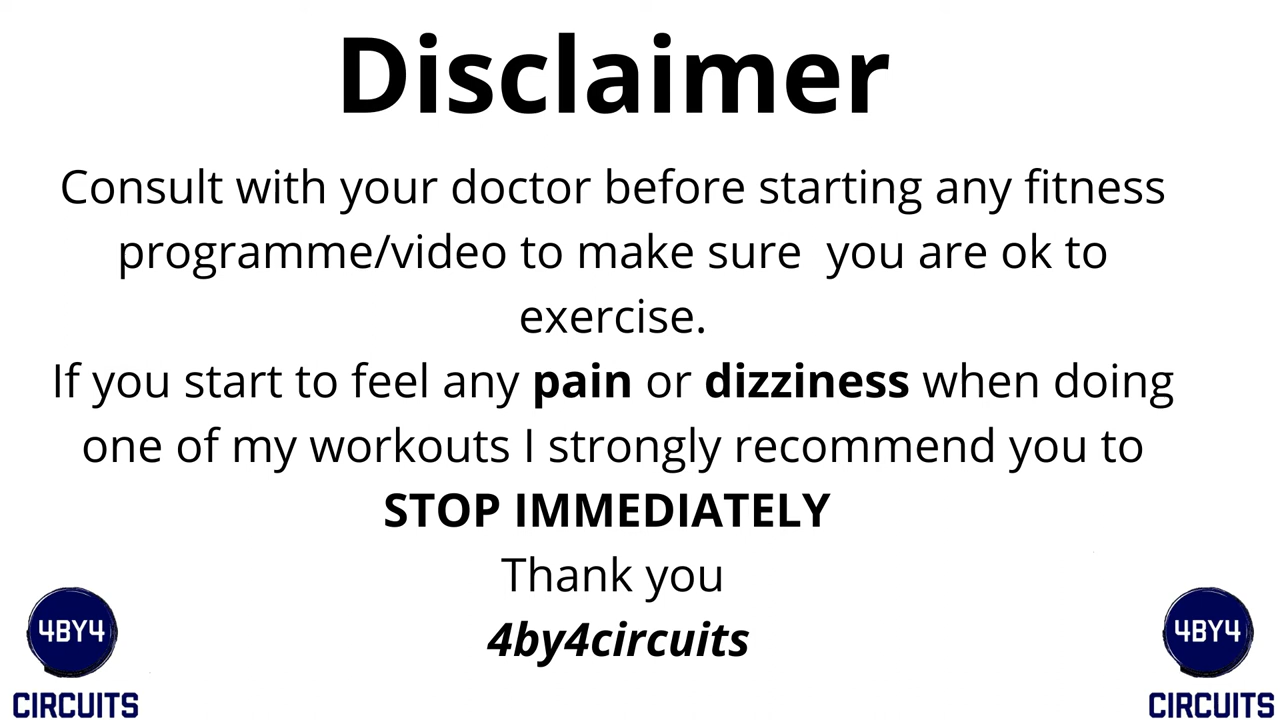 Disclaimer
Consult with your doctor before starting any fitness
programme/video to make sure  you are ok to
exercise.
If you start to feel any pain or dizziness when doing
one of my workouts I strongly recommend you to
STOP IMMEDIATELY
Thank you
4by4circuits
4BY4
CIRCUITS
4BY4
CIRCUITS